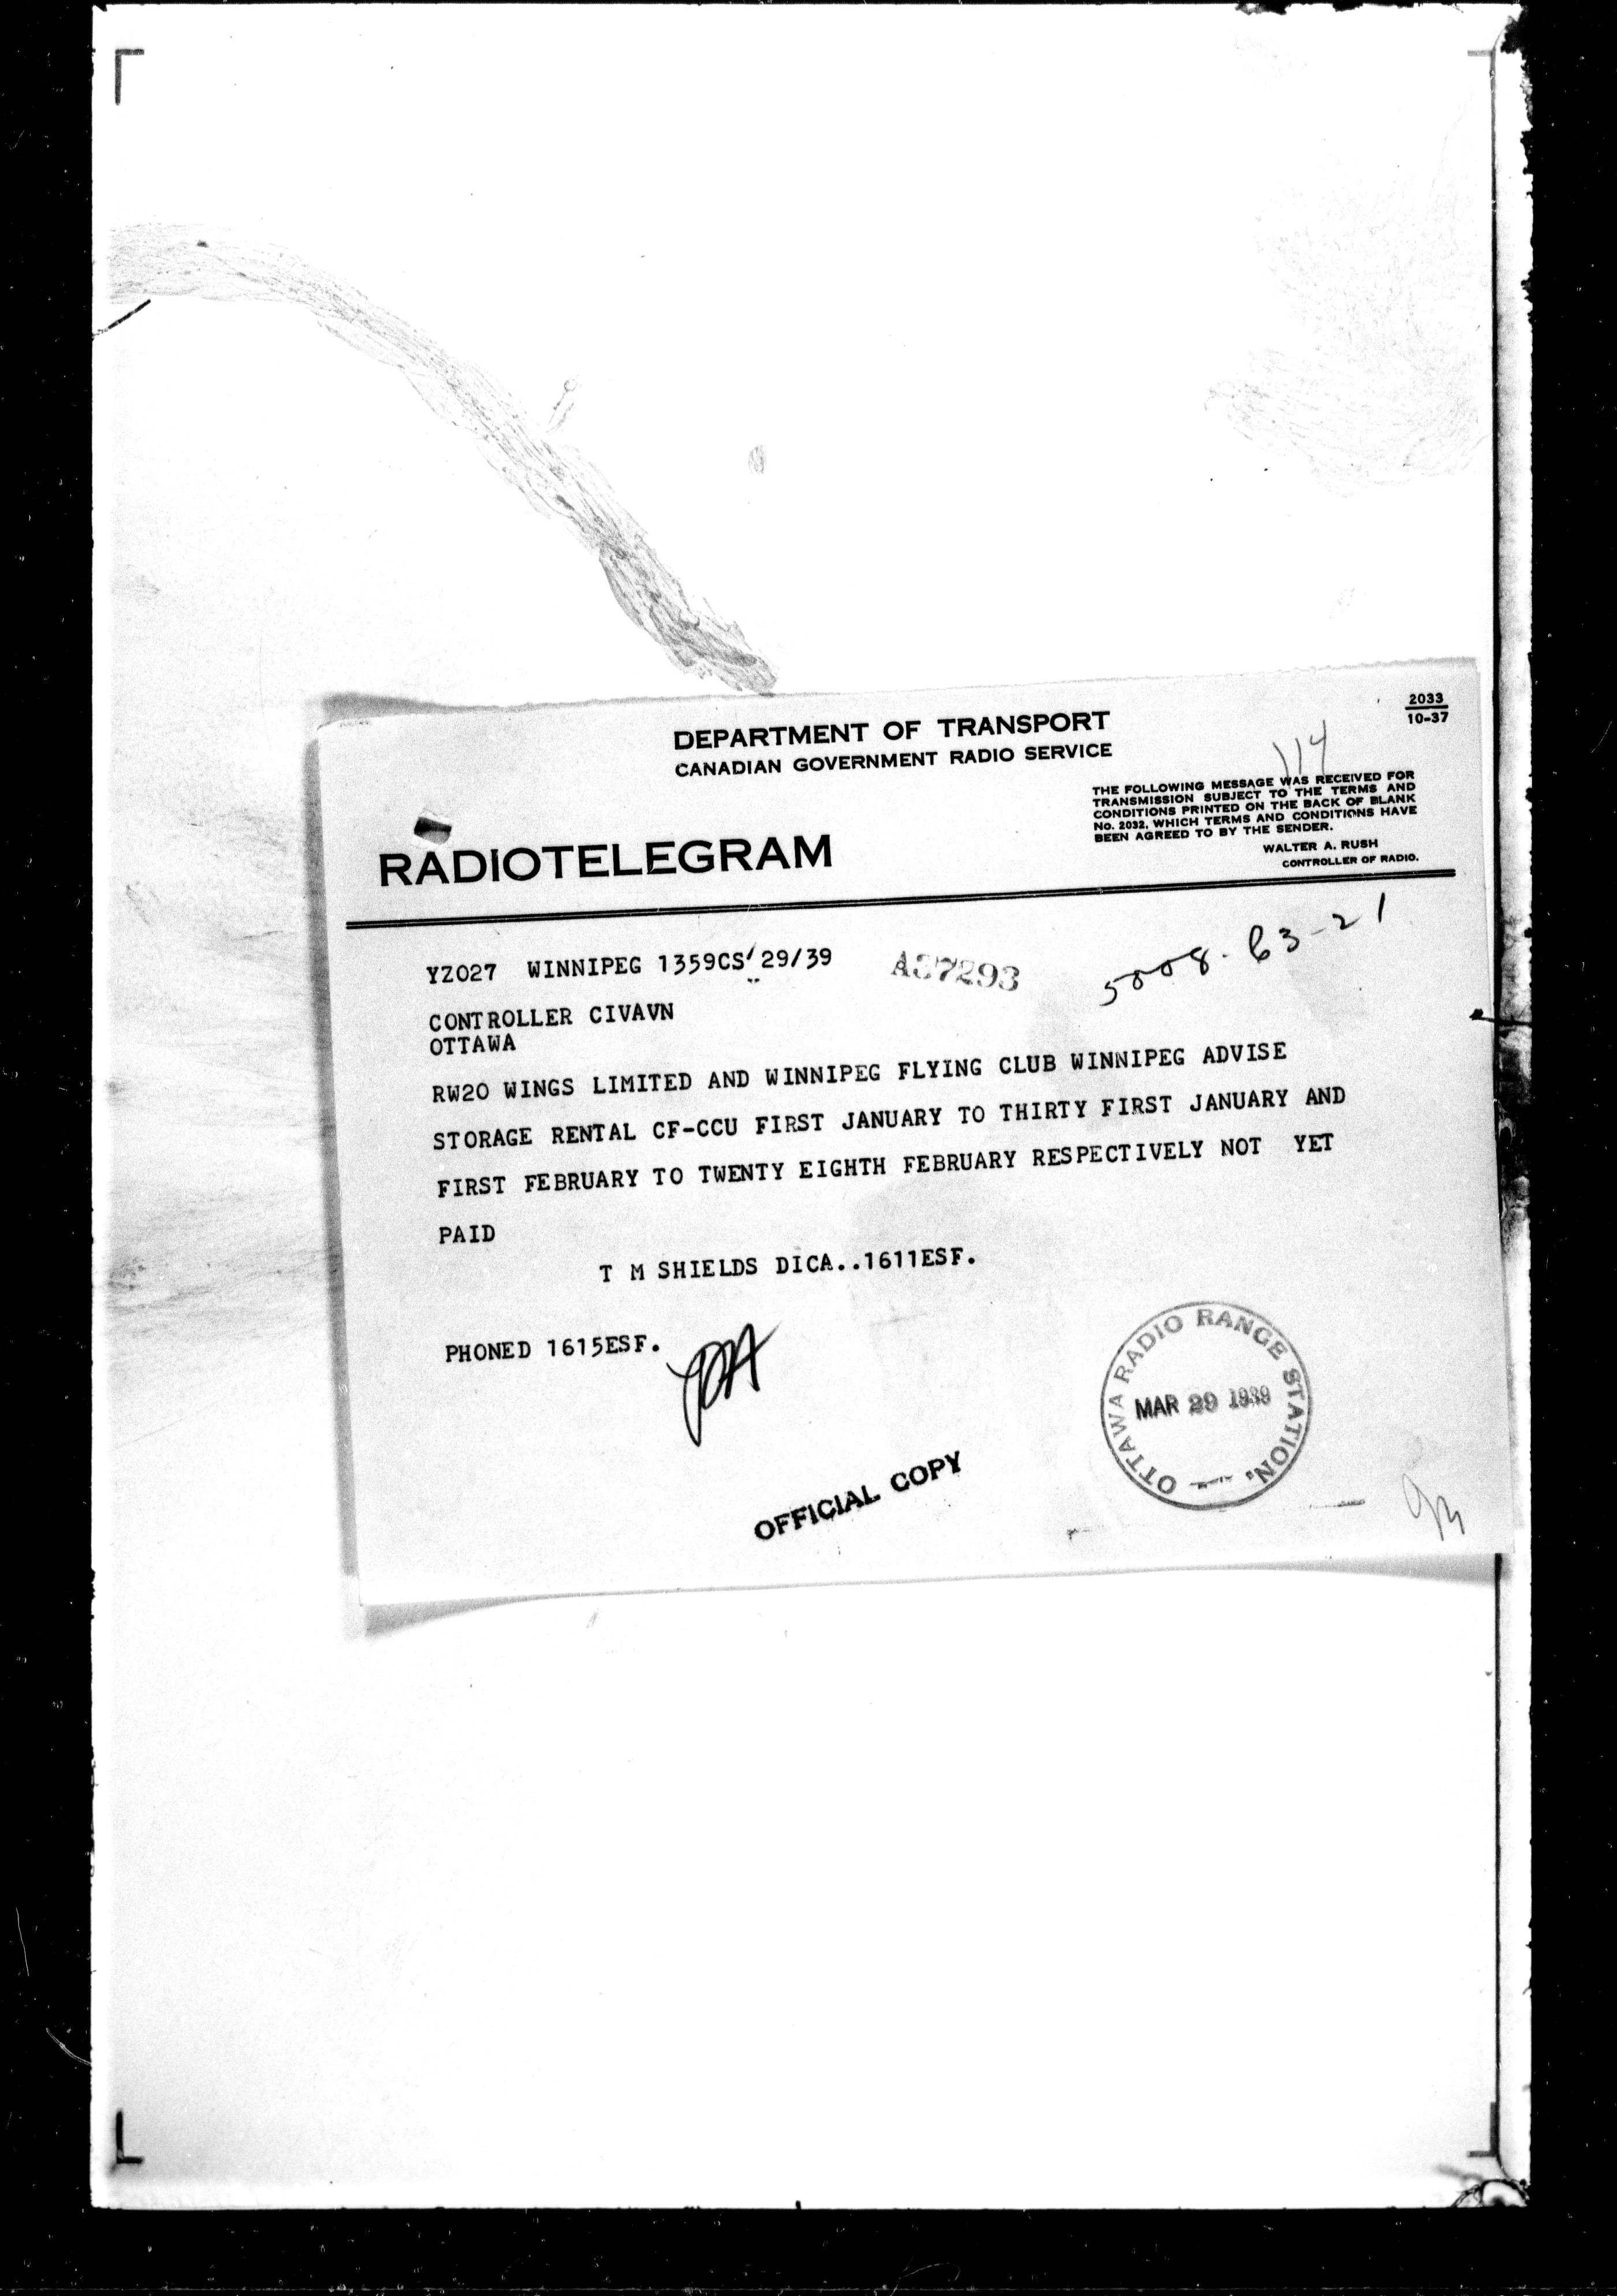 2033
10-37
DEPARTMENT OF TRANSPORT
CANADIAN GOVERNMENT RADIO SERVICE
114
THE FOLLOWING MESSAGE WAS RECEIVED FOR
TRANSMISSION SUBJECT TO THE TERMS AND
CONDITIONS PRINTED ON THE BACK OF BLANK
No. 2032, WHICH TERMS AND CONDITIONS HAVE
BEEN AGREED TO BY THE SENDER.
WALTER A. RUSH
CONTROLLER OF RADIO.
RADIOTELEGRAM
YZ027 WINNIPEG 1359CS 29/39
A37293
5008-63-21
CONTROLLER CIVAVN
OTTAWA
RW20 WINGS LIMITED AND WINNIPEG FLYING CLUB WINNIPEG ADVISE
STORAGE RENTAL CF-CCU FIRST JANUARY TO THIRTY FIRST JANUARY AND
FIRST FEBRUARY TO TWENTY EIGHTH FEBRUARY RESPECTIVELY NOT YET
PAID
T M SHIELDS DICA..1611ESF.
PHONED 1615ESF.
OTTAWA RADIO RANGE STATION.
MAR 29 1939
OFFICIAL COPY